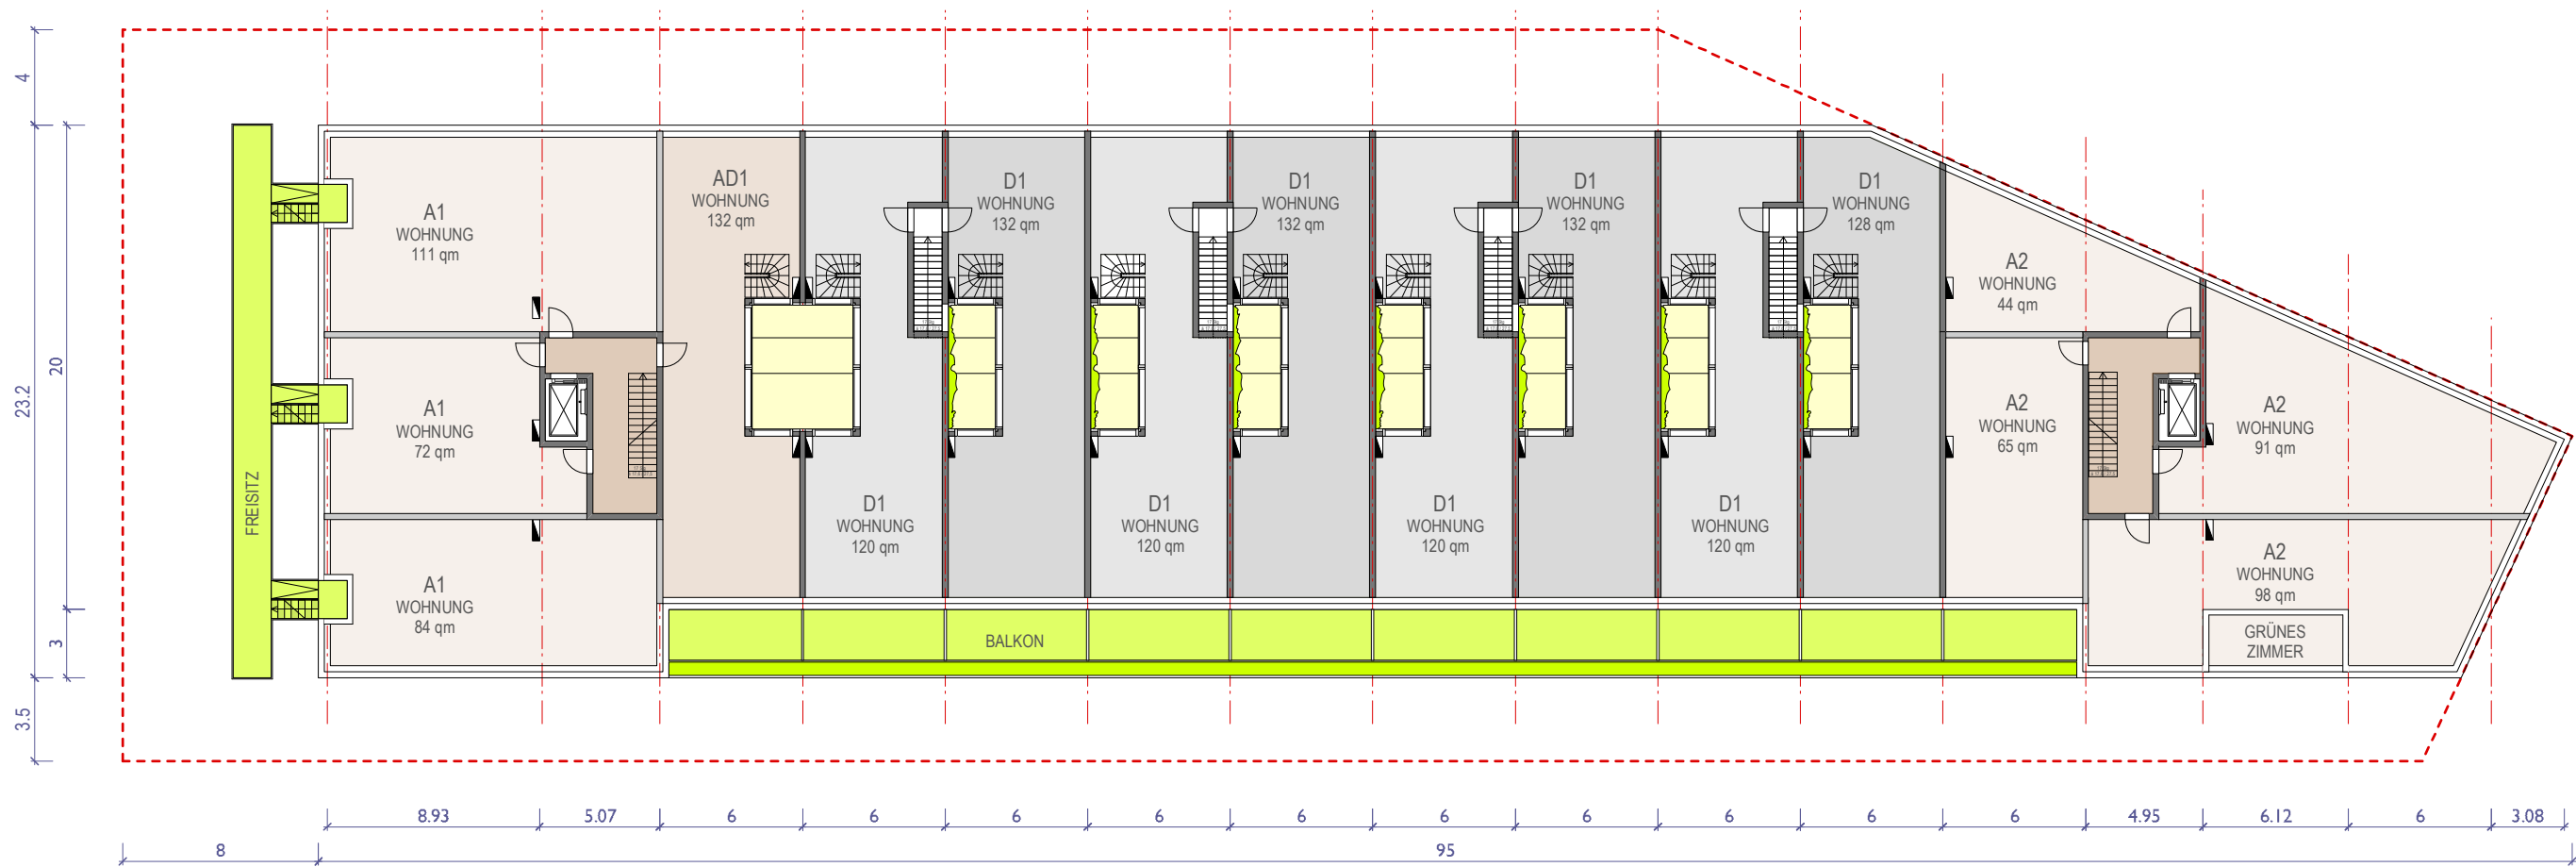 4
23.2
20
3
3.5
FREISITZ
A1
WOHNUNG
111 qm
A1
WOHNUNG
72 qm
A1
WOHNUNG
84 qm
AD1
WOHNUNG
132 qm
D1
WOHNUNG
120 qm
D1
WOHNUNG
132 qm
D1
WOHNUNG
120 qm
D1
WOHNUNG
132 qm
D1
WOHNUNG
120 qm
D1
WOHNUNG
132 qm
D1
WOHNUNG
120 qm
D1
WOHNUNG
128 qm
A2
WOHNUNG
44 qm
A2
WOHNUNG
65 qm
A2
WOHNUNG
91 qm
A2
WOHNUNG
98 qm
GRÜNES
ZIMMER
BALKON
8.93 5.07 6 6 6 6 6 6 6 6 6 6 4.95 6.12 6 3.08
8 95